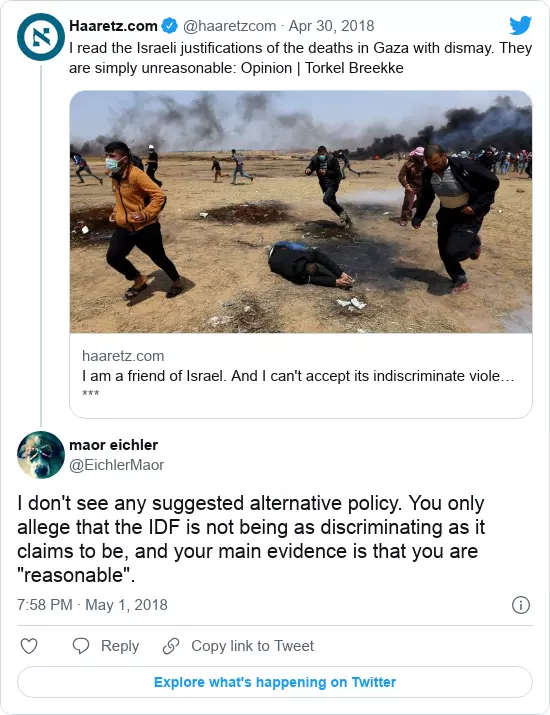 Haaretz.com @haaretzcom · Apr 30, 2018
I read the Israeli justifications of the deaths in Gaza with dismay. They
are simply unreasonable: Opinion | Torkel Breekke
haaretz.com
I am a friend of Israel. And I can't accept its indiscriminate viole…
***
maor eichler
@EichlerMaor
I don't see any suggested alternative policy. You only
allege that the IDF is not being as discriminating as it
claims to be, and your main evidence is that you are
"reasonable".
7:58 PM · May 1, 2018
Reply Copy link to Tweet
Explore what's happening on Twitter